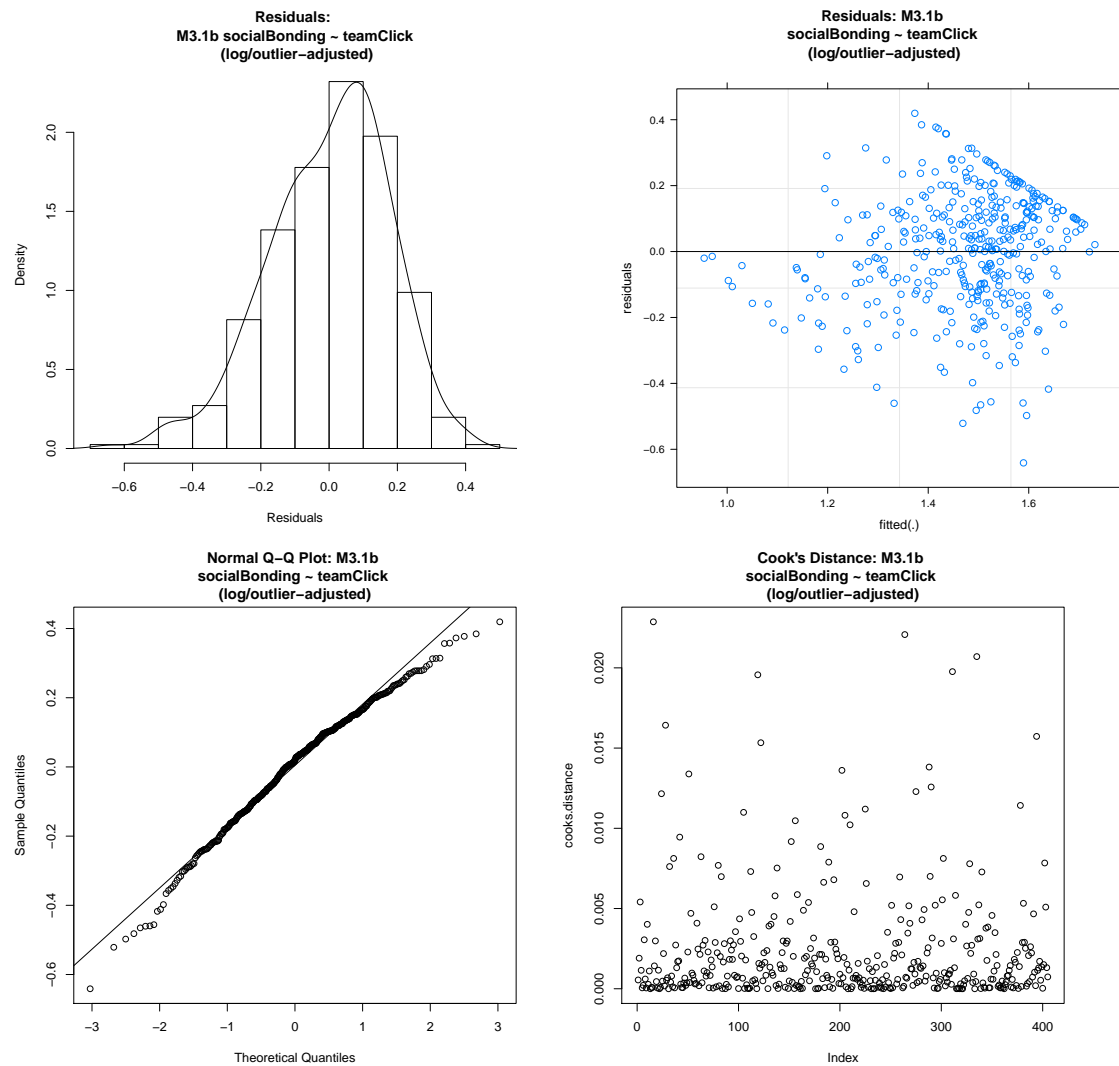 Residuals:
M3.1b socialBonding ~ teamClick
(log/outlier−adjusted)
Density
0.0
0.5
1.0
1.5
2.0
−0.6
−0.4
−0.2
0.0
0.2
0.4
Residuals
Residuals: M3.1b
socialBonding ~ teamClick
(log/outlier−adjusted)
residuals
0.4
0.2
0.0
−0.2
−0.4
−0.6
1.0
1.2
1.4
1.6
fitted(.)
Normal Q−Q Plot: M3.1b
socialBonding ~ teamClick
(log/outlier−adjusted)
Sample Quantiles
0.4
0.2
0.0
−0.2
−0.4
−0.6
−3
−2
−1
0
1
2
3
Theoretical Quantiles
Cook's Distance: M3.1b
socialBonding ~ teamClick
(log/outlier−adjusted)
cooks.distance
0.020
0.015
0.010
0.005
0.000
0
100
200
300
400
Index